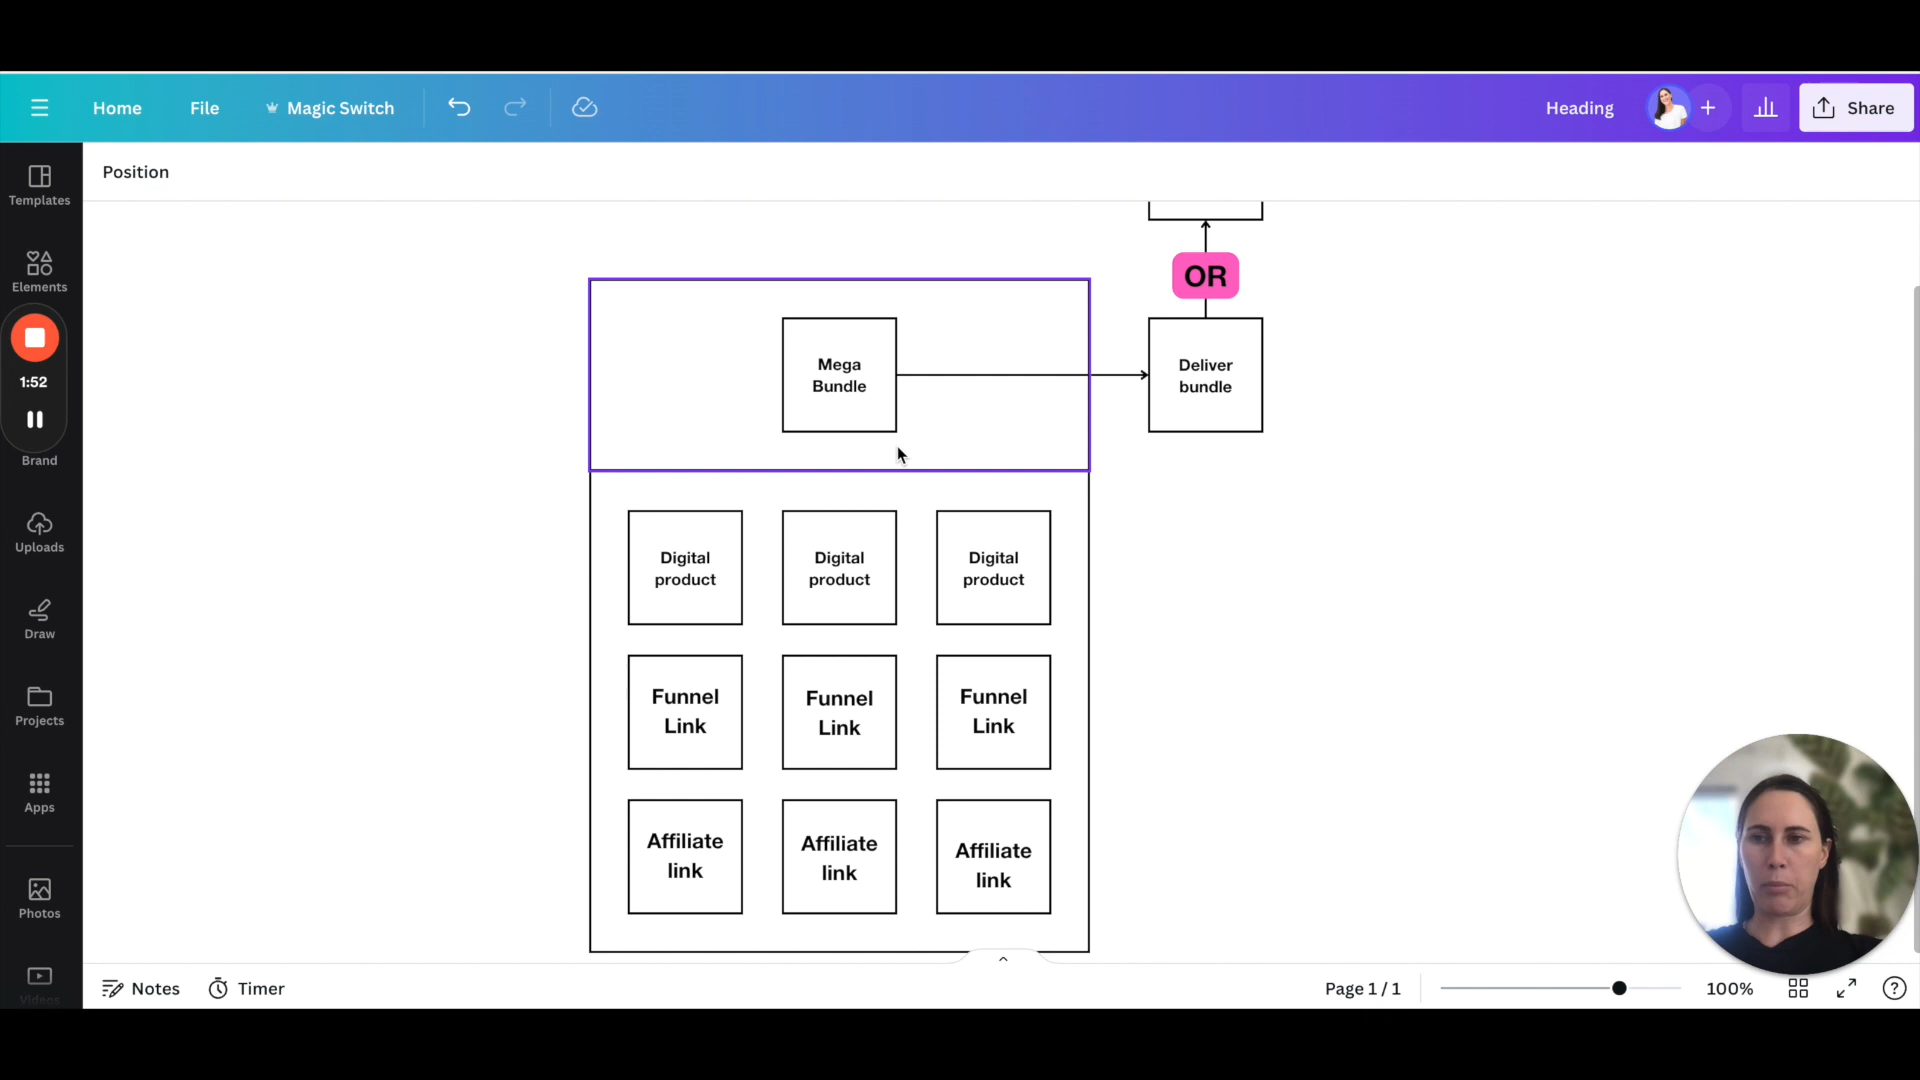 Home
File
Magic Switch
Heading
Share
Position
Templates
Elements
1:52
Brand
Uploads
Draw
Projects
Apps
Photos
Videos
OR
Mega
Bundle
Deliver
bundle
Digital
product
Digital
product
Digital
product
Funnel
Link
Funnel
Link
Funnel
Link
Affiliate
link
Affiliate
link
Affiliate
link
Notes
Timer
Page 1 / 1
100%